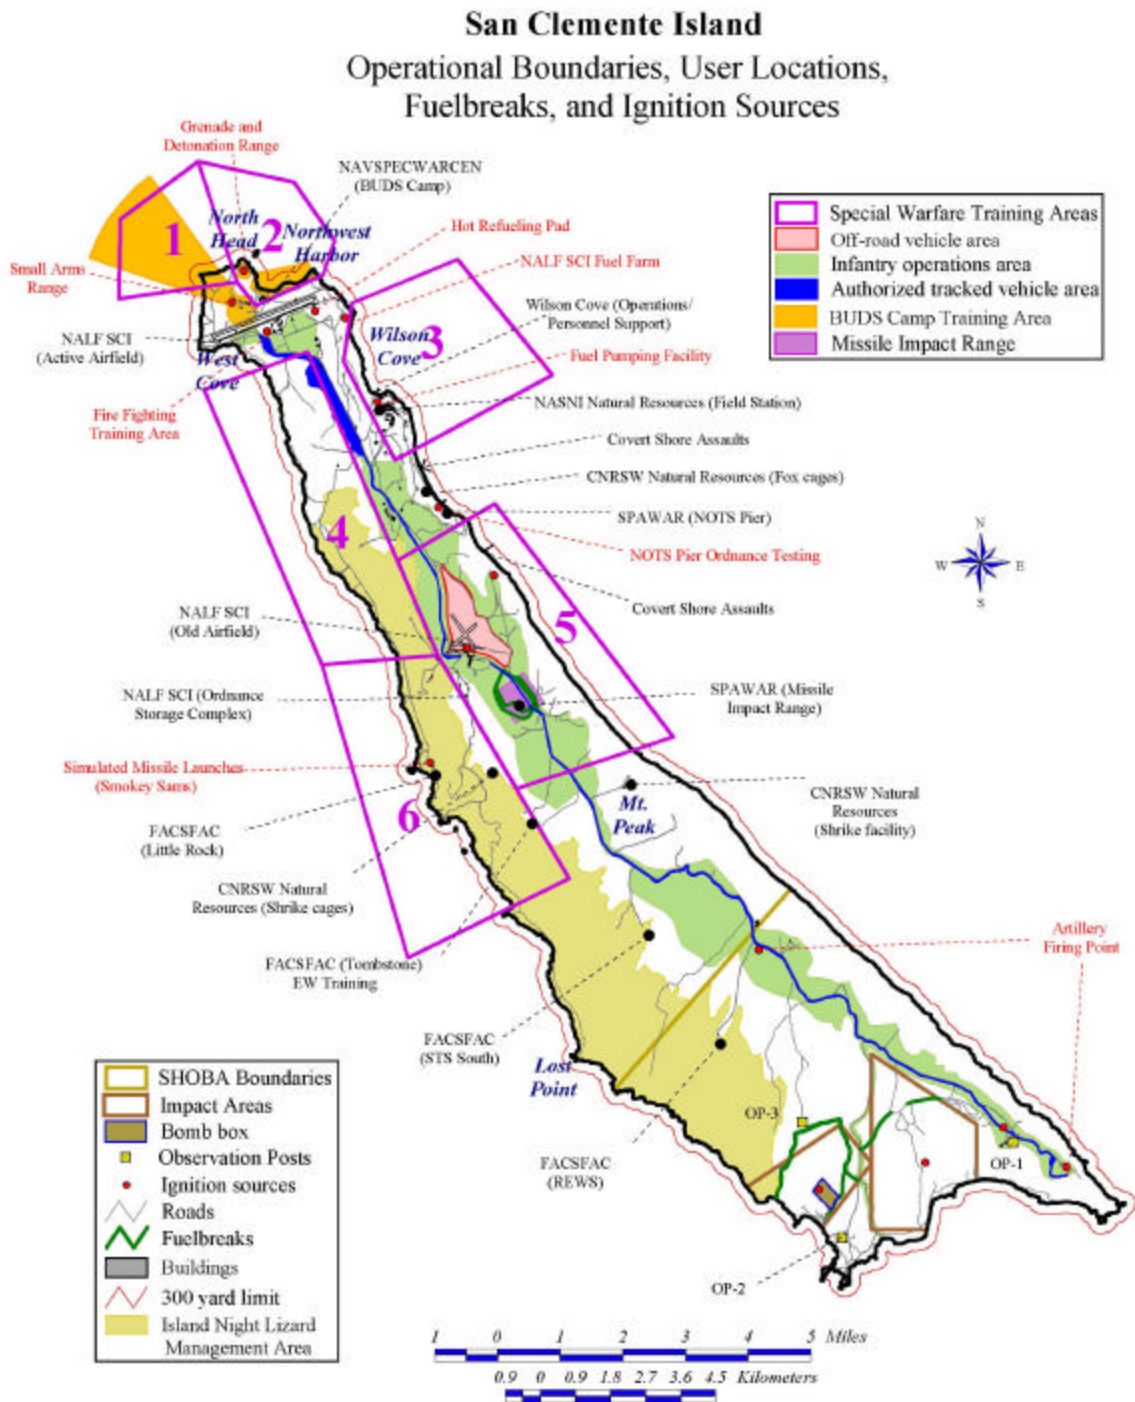 San Clemente Island
Operational Boundaries, User Locations,
Fuelbreaks, and Ignition Sources
Grenade and
Detonation Range
NAVSPECWARCEN
(BUDS Camp)
1
2
North
Head
Northwest
Harbor
Hot Refueling Pad
Small Arms
Range
NALF SCI Fuel Farm
Wilson Cove (Operations/
Personnel Support)
NALF SCI
(Active Airfield)
West
Cove
Wilson
Cove
3
Fuel Pumping Facility
Fire Fighting
Training Area
NASNI Natural Resources (Field Station)
Covert Shore Assaults
CNRSW Natural Resources (Fox cages)
SPAWAR (NOTS Pier)
NOTS Pier Ordnance Testing
4
Covert Shore Assaults
5
NALF SCI
(Old Airfield)
NALF SCI (Ordnance
Storage Complex)
SPAWAR (Missile
Impact Range)
Simulated Missile Launches
(Smokey Sams)
6
Mt.
Peak
CNRSW Natural
Resources
(Shrike facility)
FACSFAC
(Little Rock)
CNRSW Natural
Resources (Shrike cages)
FACSFAC (Tombstone)
EW Training
Artillery
Firing Point
FACSFAC
(STS South)
Lost
Point
OP-3
FACSFAC
(REWS)
OP-1
OP-2
Special Warfare Training Areas
Off-road vehicle area
Infantry operations area
Authorized tracked vehicle area
BUDS Camp Training Area
Missile Impact Range
N
W
E
S
SHOBA Boundaries
Impact Areas
Bomb box
Observation Posts
Ignition sources
Roads
Fuelbreaks
Buildings
300 yard limit
Island Night Lizard
Management Area
1 0 1 2 3 4 5 Miles
0.9 0 0.9 1.8 2.7 3.6 4.5 Kilometers